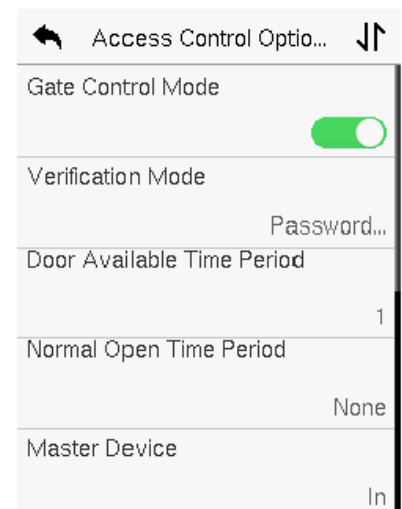 Access Control Optio...
Gate Control Mode
Verification Mode
Password...
Door Available Time Period
1
Normal Open Time Period
None
Master Device
In